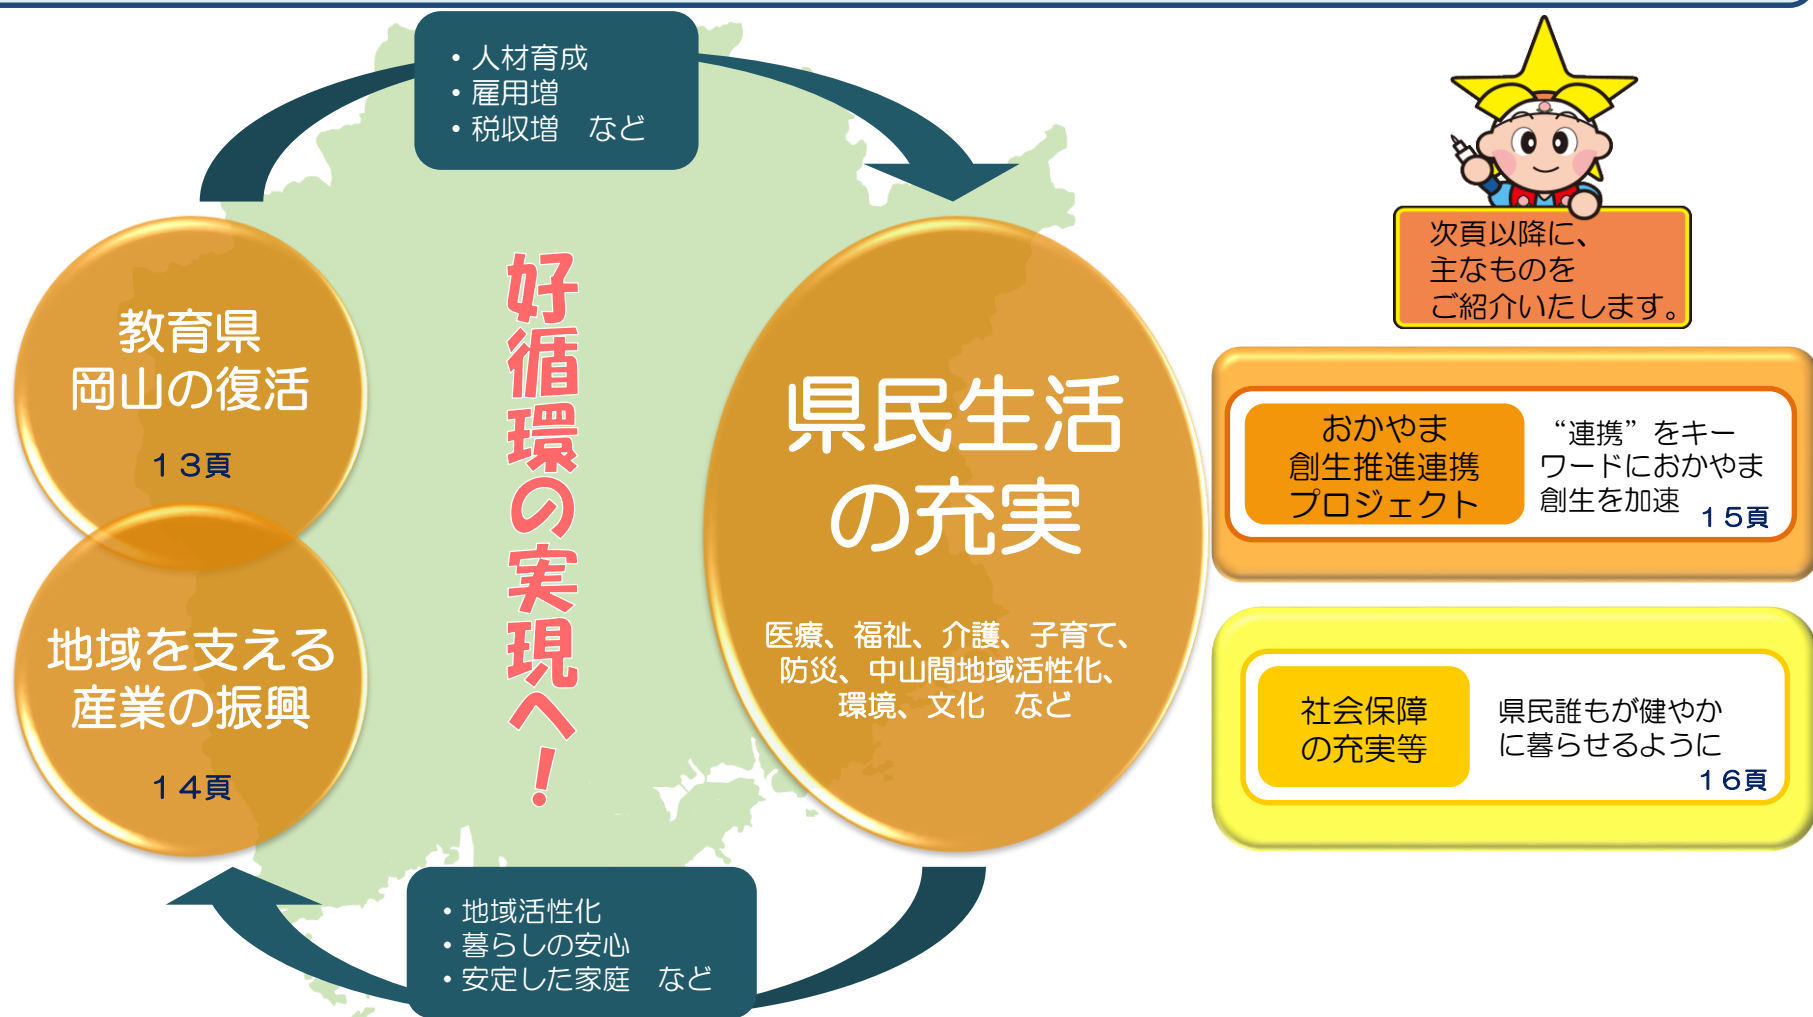 ・人材育成
・雇用増
・税収増　など
教育県
岡山の復活
１３頁
地域を支える
産業の振興
１４頁
好循環の実現へ！
県民生活
の充実
医療、福祉、介護、子育て、
防災、中山間地域活性化、
環境、文化　など
・地域活性化
・暮らしの安心
・安定した家庭　など
次頁以降に、
主なものを
ご紹介いたします。
おかやま
創生推進連携
プロジェクト
“連携”をキー
ワードにおかやま
創生を加速
１５頁
社会保障
の充実等
県民誰もが健やか
に暮らせるように
１６頁